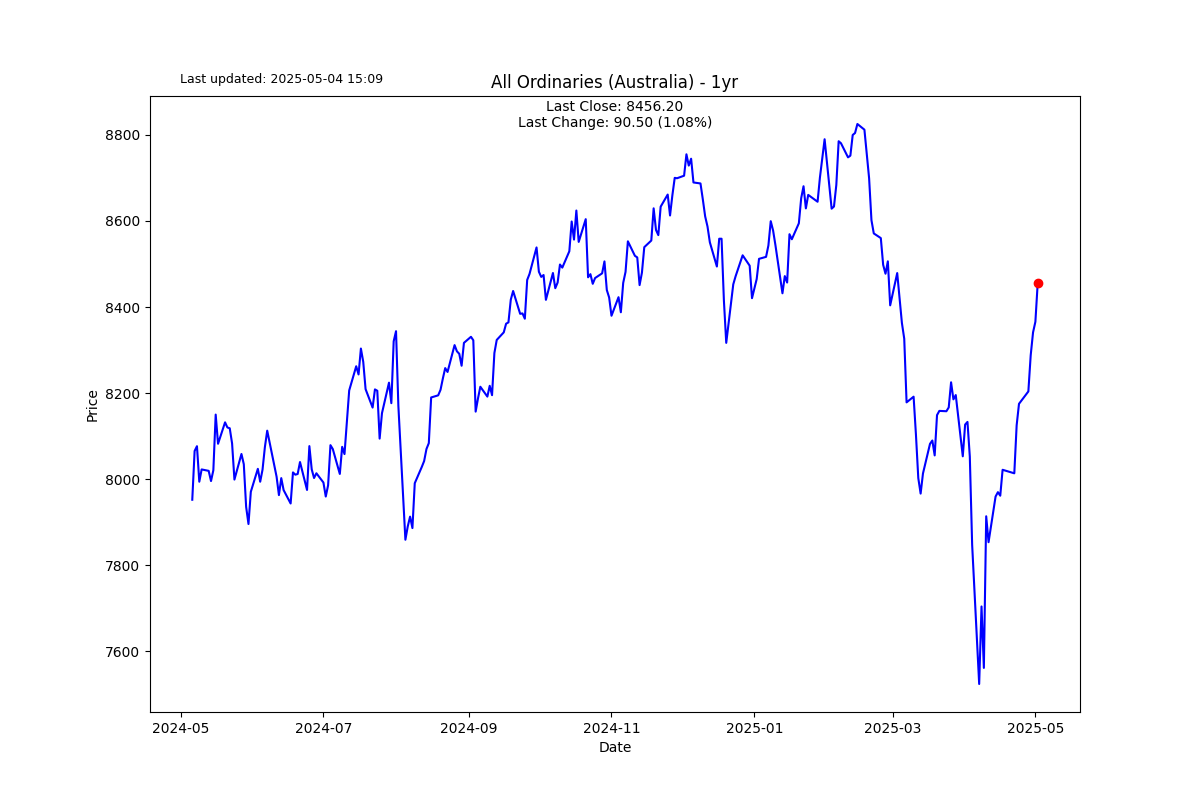 Last updated: 2025-05-04 15:09
All Ordinaries (Australia) - 1yr
Last Close: 8456.20
Last Change: 90.50 (1.08%)
8800
8600
8400
8200
8000
7800
7600
Price
2024-05 2024-07 2024-09 2024-11 2025-01 2025-03 2025-05
Date